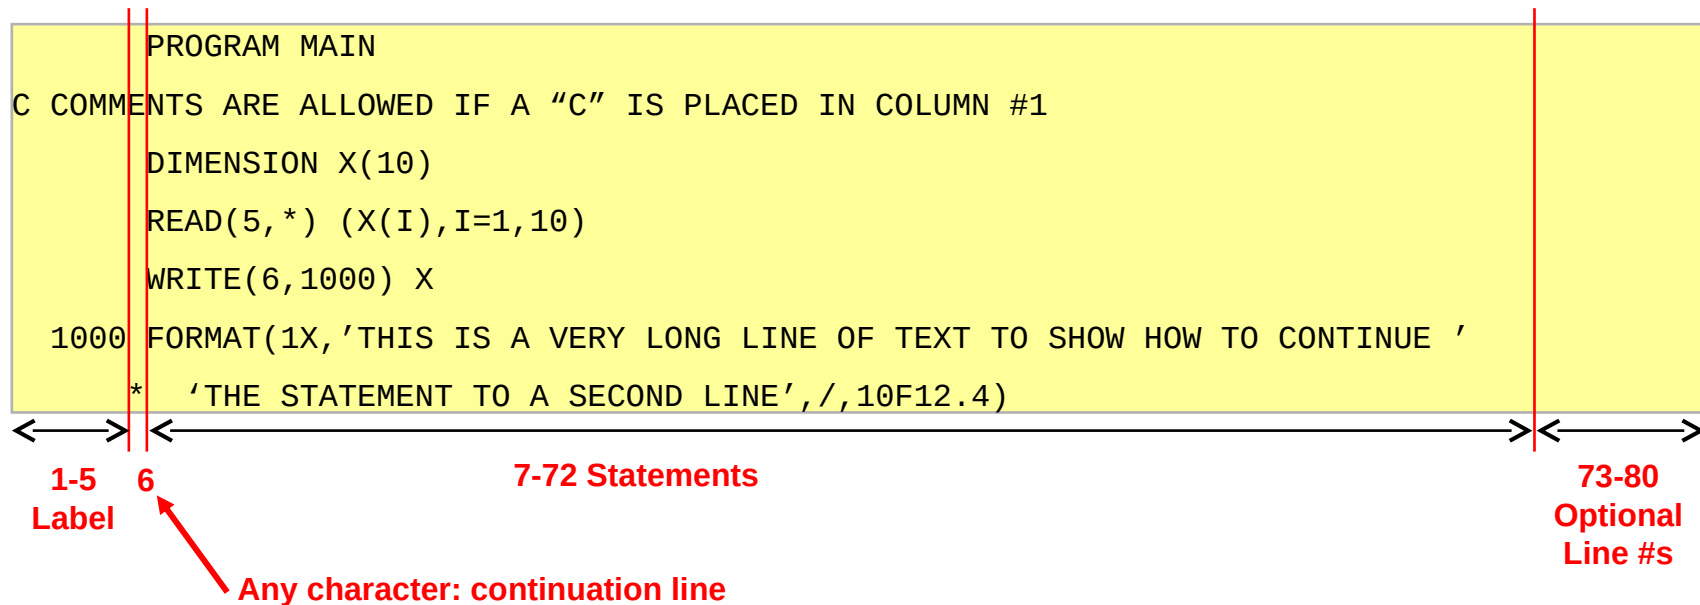 PROGRAM MAIN
C COMMENTS ARE ALLOWED IF A “C” IS PLACED IN COLUMN #1
DIMENSION X(10)
READ(5,*) (X(I),I=1,10)
WRITE(6,1000) X
1000 FORMAT(1X,’THIS IS A VERY LONG LINE OF TEXT TO SHOW HOW TO CONTINUE ’
* ‘THE STATEMENT TO A SECOND LINE’,/,10F12.4)
1-5
Label
6
7-72 Statements
73-80
Optional
Line #s
Any character: continuation line